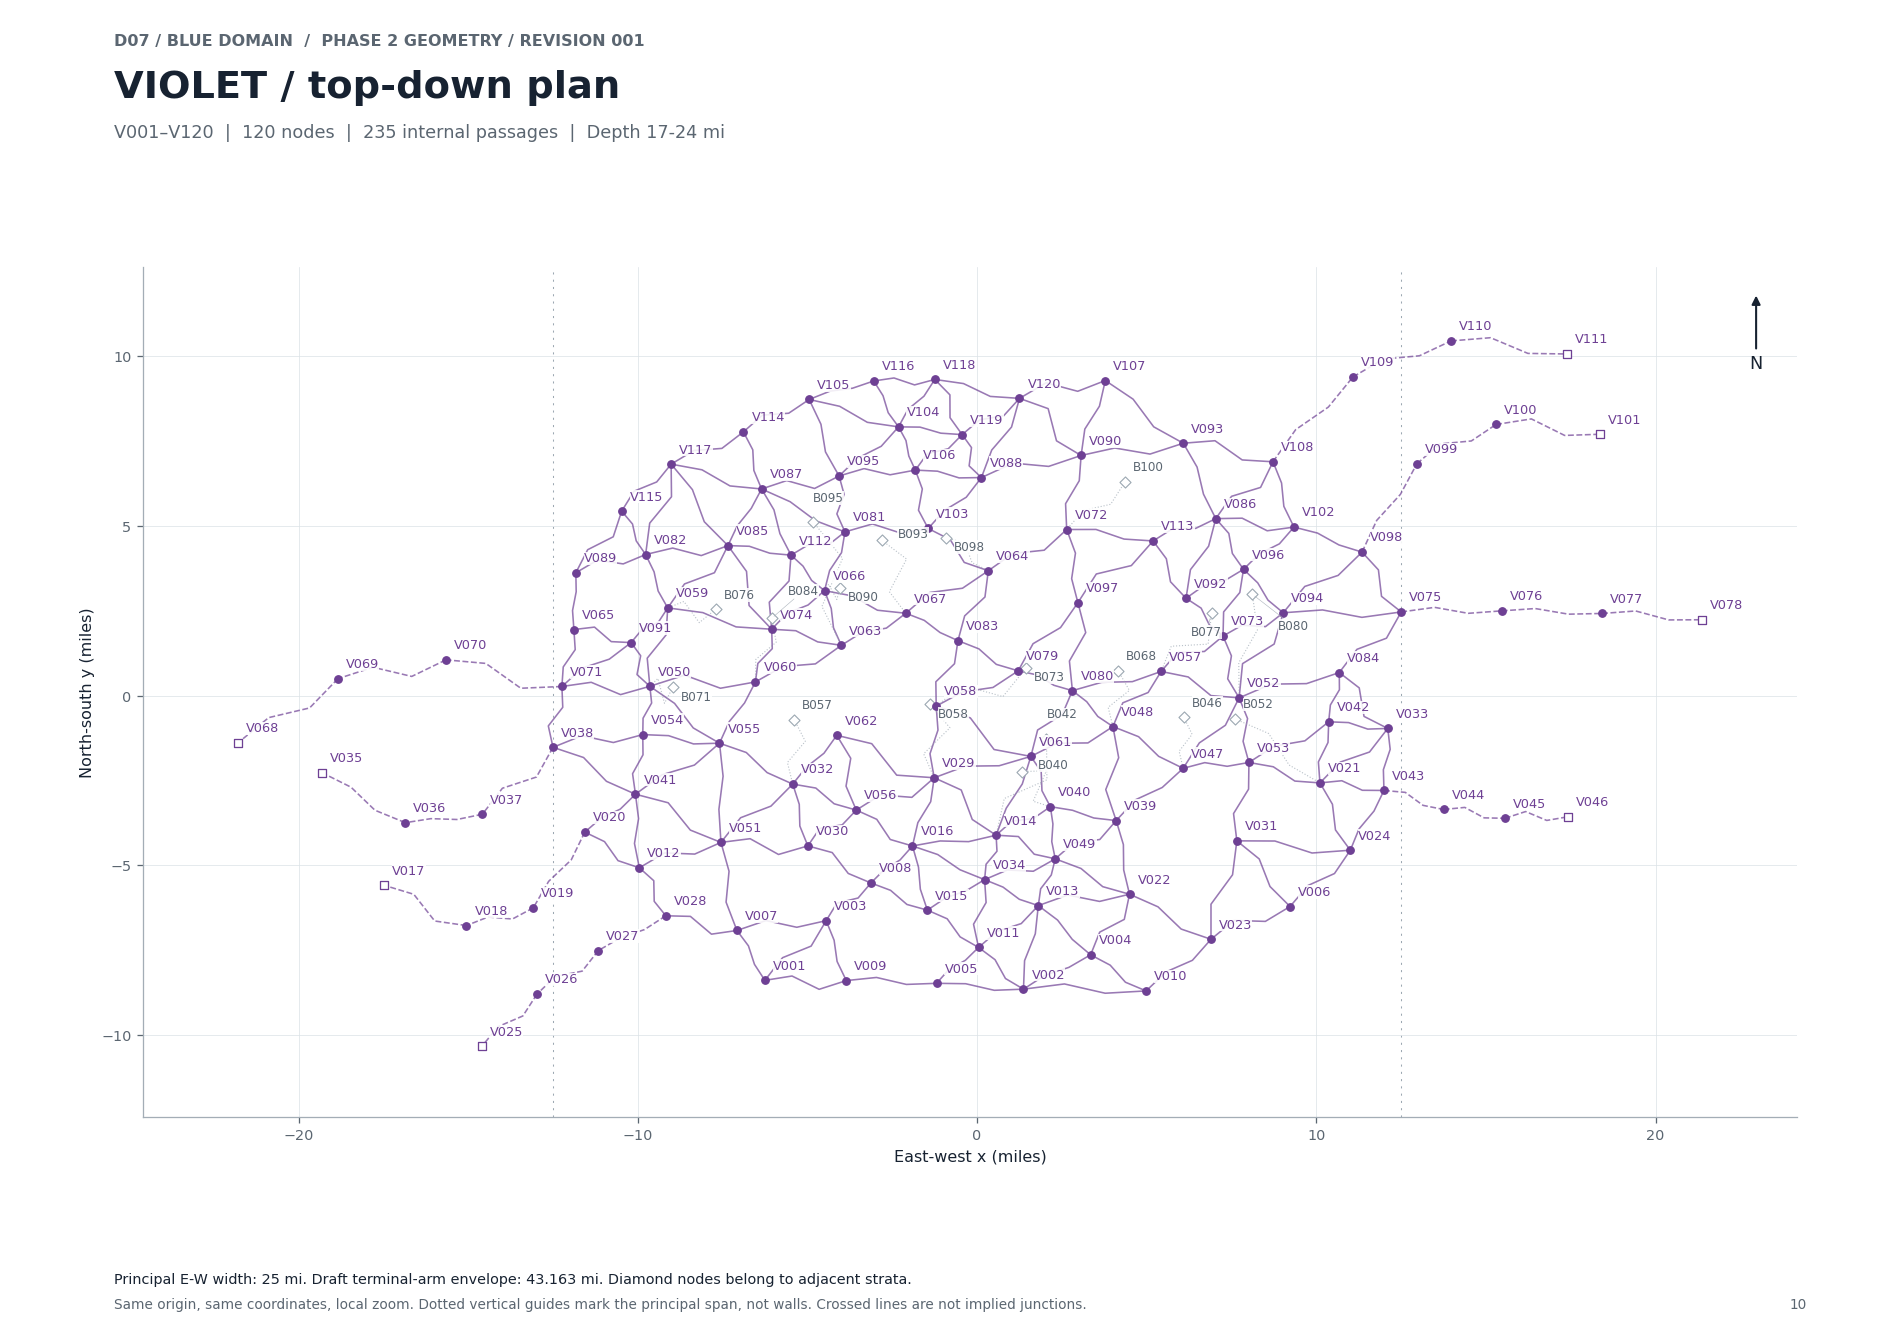 D07 / BLUE DOMAIN / PHASE 2 GEOMETRY / REVISION 001
VIOLET / top-down plan
V001–V120 | 120 nodes | 235 internal passages | Depth 17-24 mi
V110
V111
V109
V116
V118
V107
N
10
V105
V120
V114
V104
V119
V100
V101
V093
V117
V090
V108
V099
V087
V095
V106
V088
B100
V115
B095
V086
V102
5
V085
V081
V103
V072
V113
V082
V112
B093
B098
V098
V089
V064
V096
V066
V059
B076
B084
B090
V067
V097
V092
V094
V075
V076
V077
V078
V065
V091
V074
V063
V083
B077
V073
B080
V070
V069
V071
V050
V060
V079
B068
V057
V084
B073
V080
0
B071
V058
V052
B057
B058
B042
V048
B046
B052
V042
V033
V068
V038
V054
V055
V062
V061
V035
V041
V032
V029
B040
V047
V053
V021
V043
V036
V037
V056
V040
V039
V044
V045
V046
V020
V051
V030
V016
V014
V031
V024
−5
V017
V012
V008
V034
V049
V018
V019
V028
V003
V015
V013
V022
V006
V027
V007
V011
V004
V023
V026
V001
V009
V005
V002
V010
−10
V025
North-south y (miles)
−20
−10
0
10
20
East-west x (miles)
Principal E-W width: 25 mi. Draft terminal-arm envelope: 43.163 mi. Diamond nodes belong to adjacent strata.
Same origin, same coordinates, local zoom. Dotted vertical guides mark the principal span, not walls. Crossed lines are not implied junctions.
10